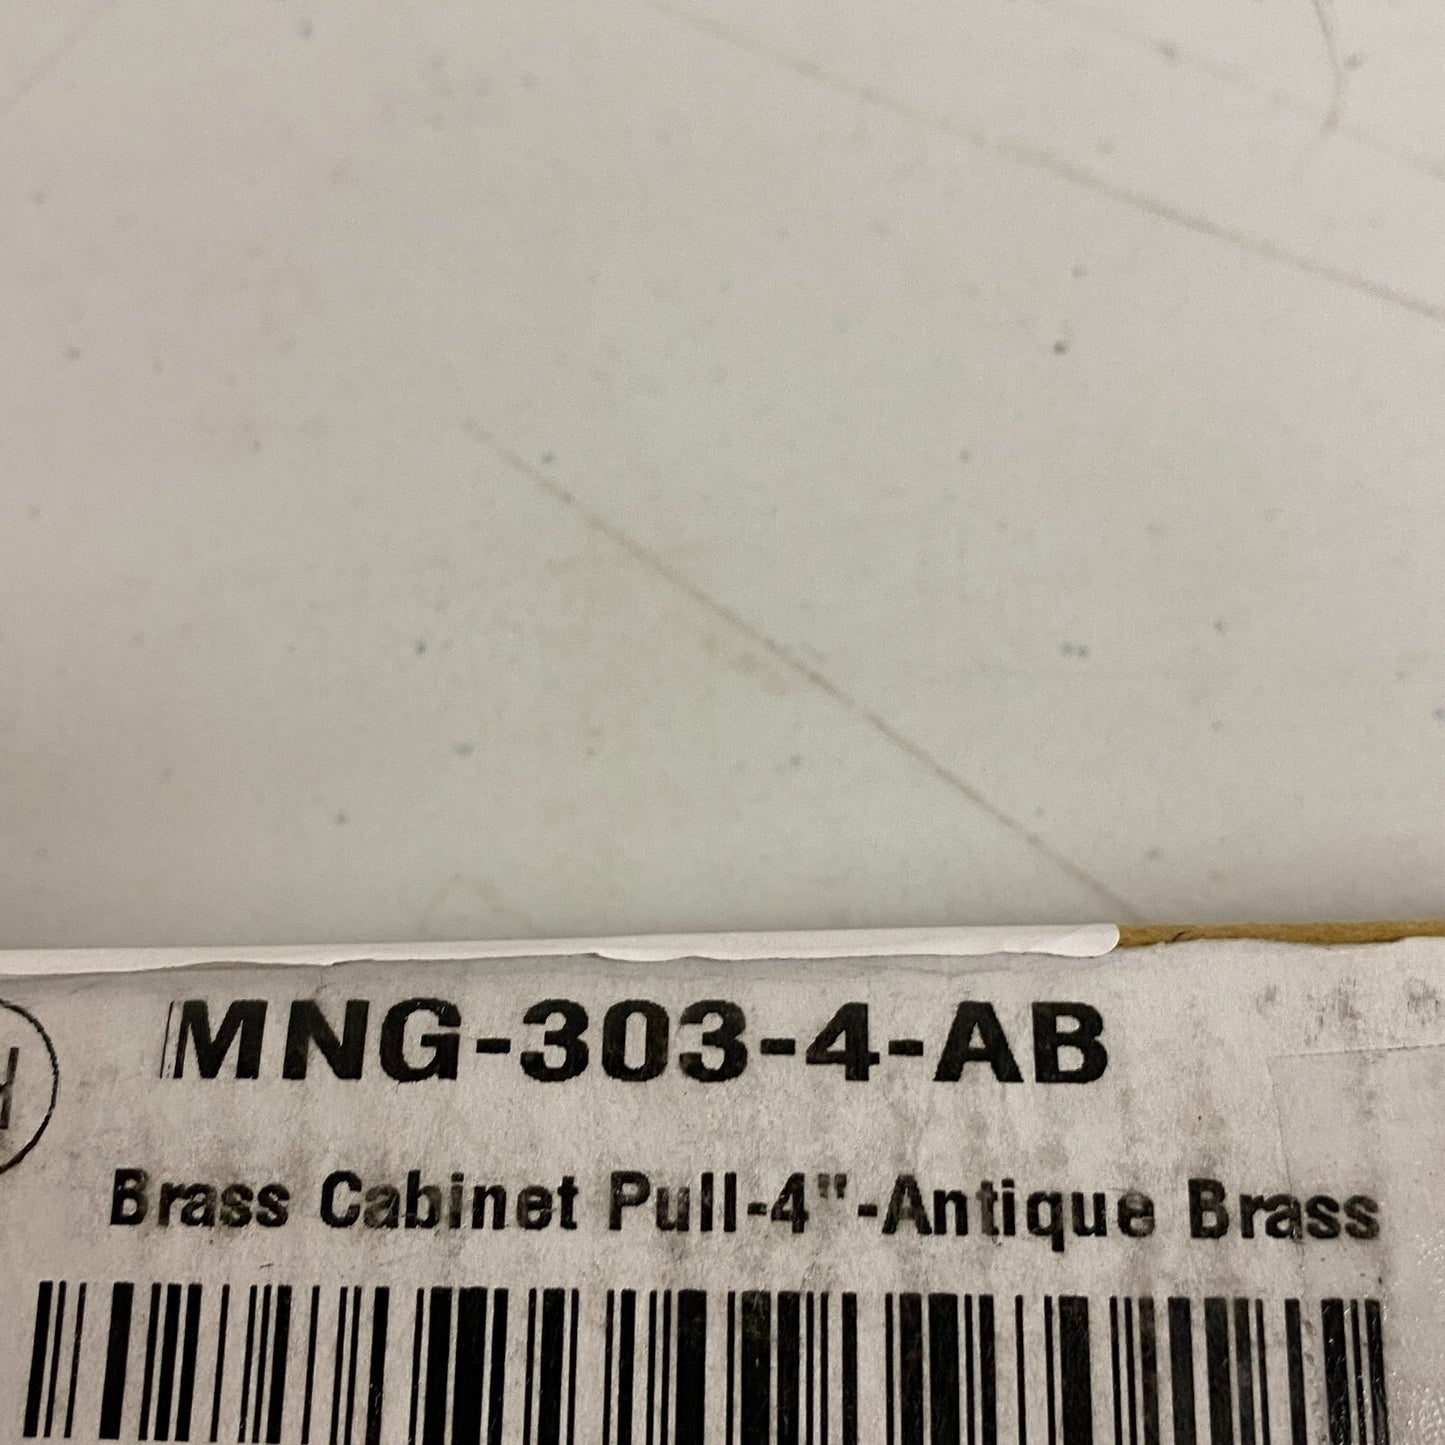 MNG-303-4-AB
Brass Cabinet Pull-4"-Antique Brass